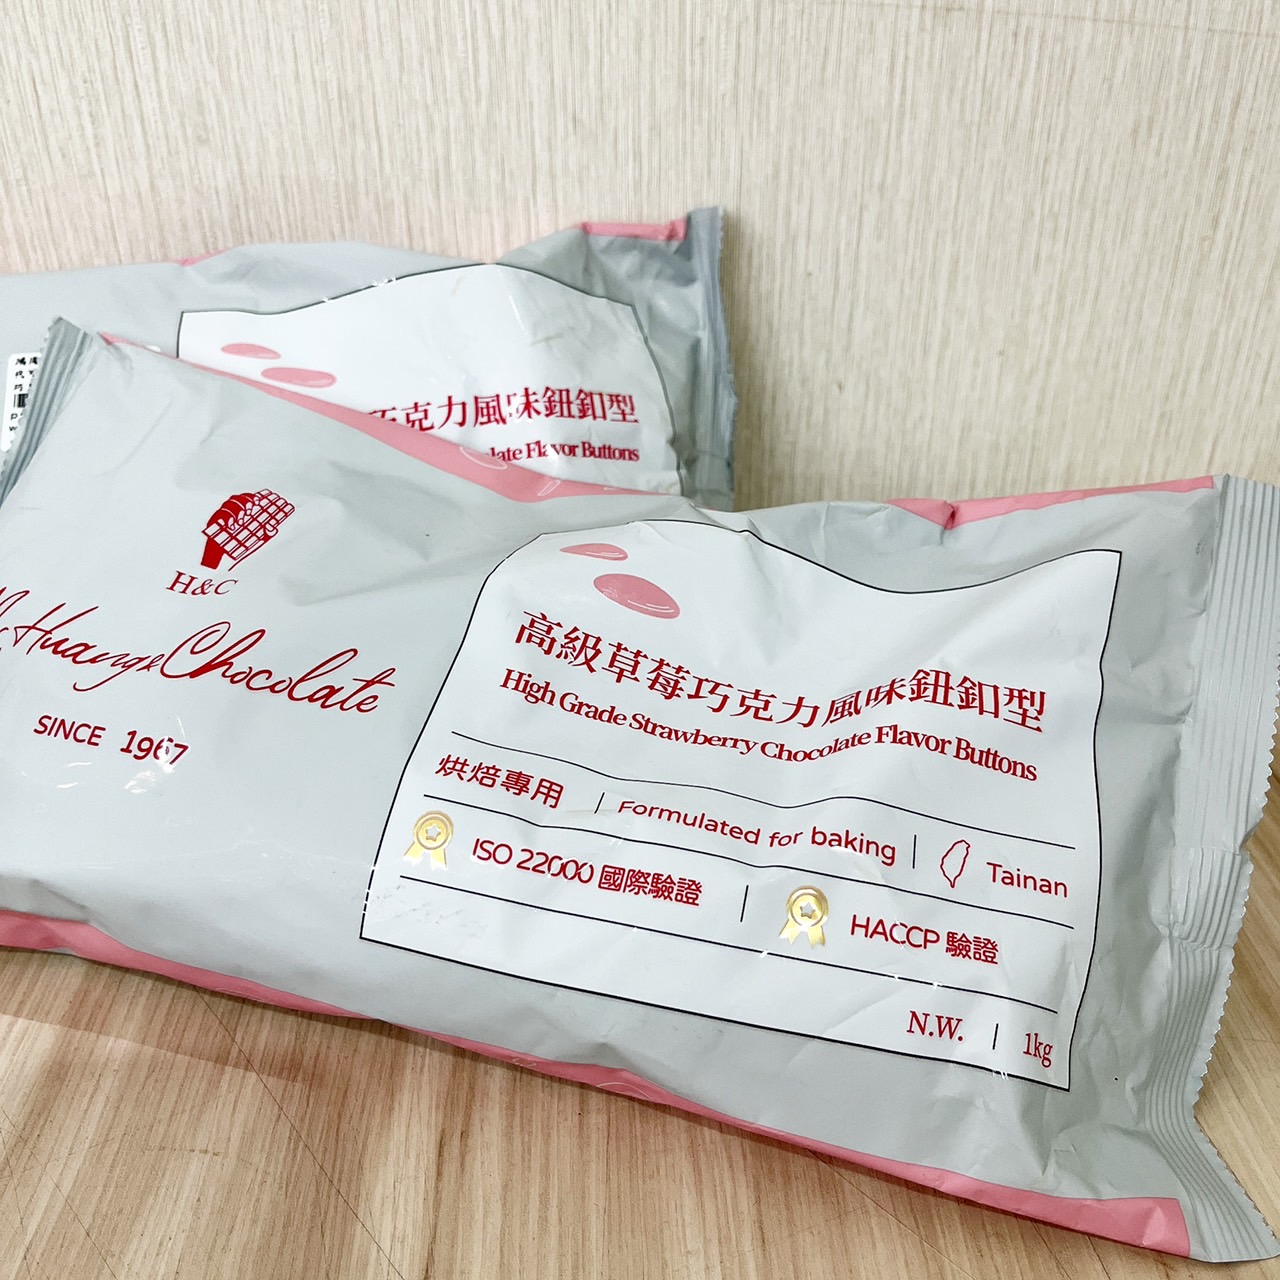 巧克力風味鈕釦型
Flavor Buttons
H&C
Huang's Chocolate
SINCE 1967
高級草莓巧克力風味鈕釦型
High Grade Strawberry Chocolate Flavor Buttons
烘焙專用 | Formulated for baking | Tainan
ISO 22000 國際驗證 | HACCP 驗證
N.W. | 1kg